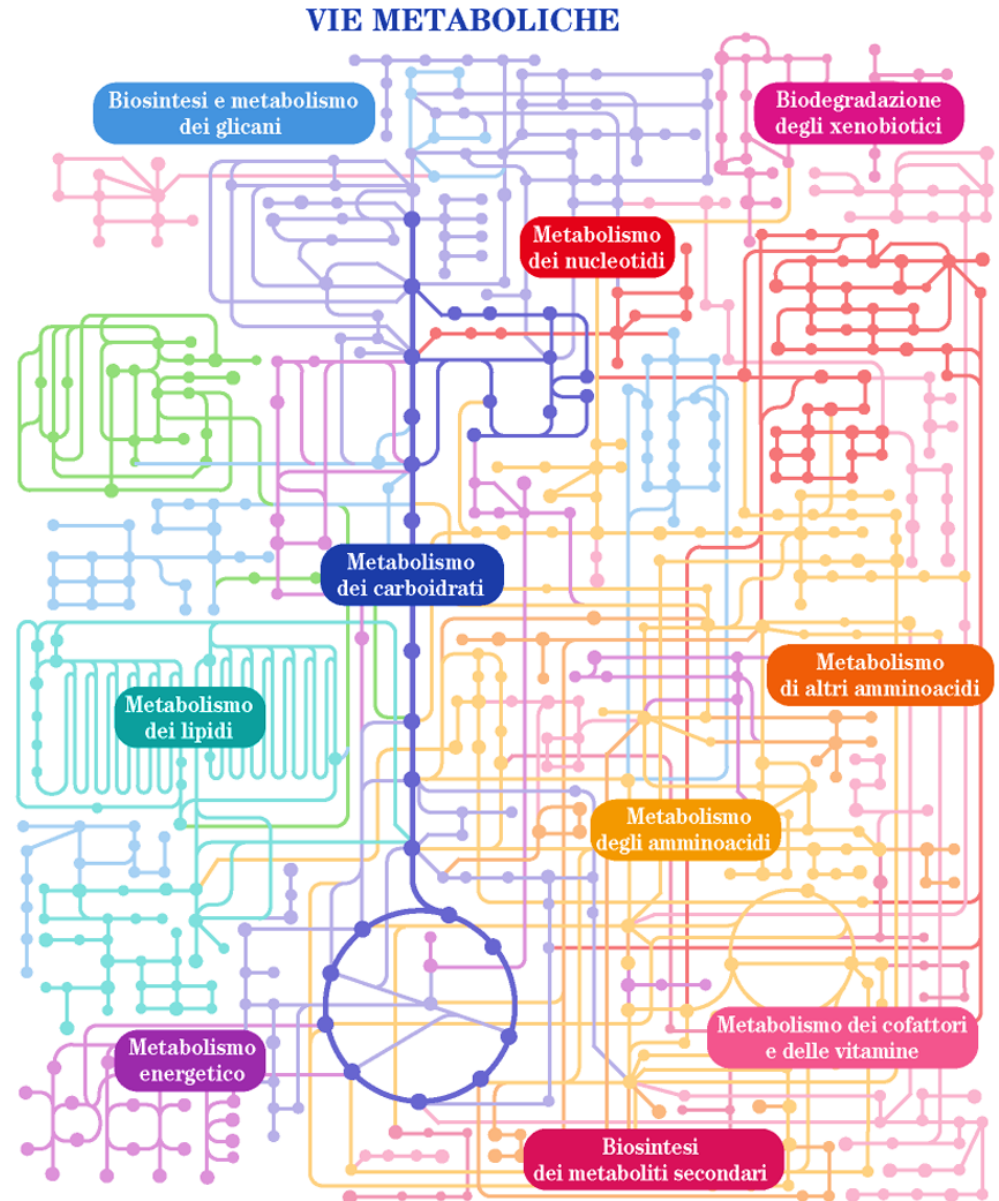 VIE METABOLICHE
Biosintesi e metabolismo
dei glicani
Biodegradazione
degli xenobiotici
Metabolismo
dei nucleotidi
Metabolismo
dei carboidrati
Metabolismo
di altri amminoacidi
Metabolismo
dei lipidi
Metabolismo
degli amminoacidi
Metabolismo dei cofattori
e delle vitamine
Metabolismo
energetico
Biosintesi
dei metaboliti secondari